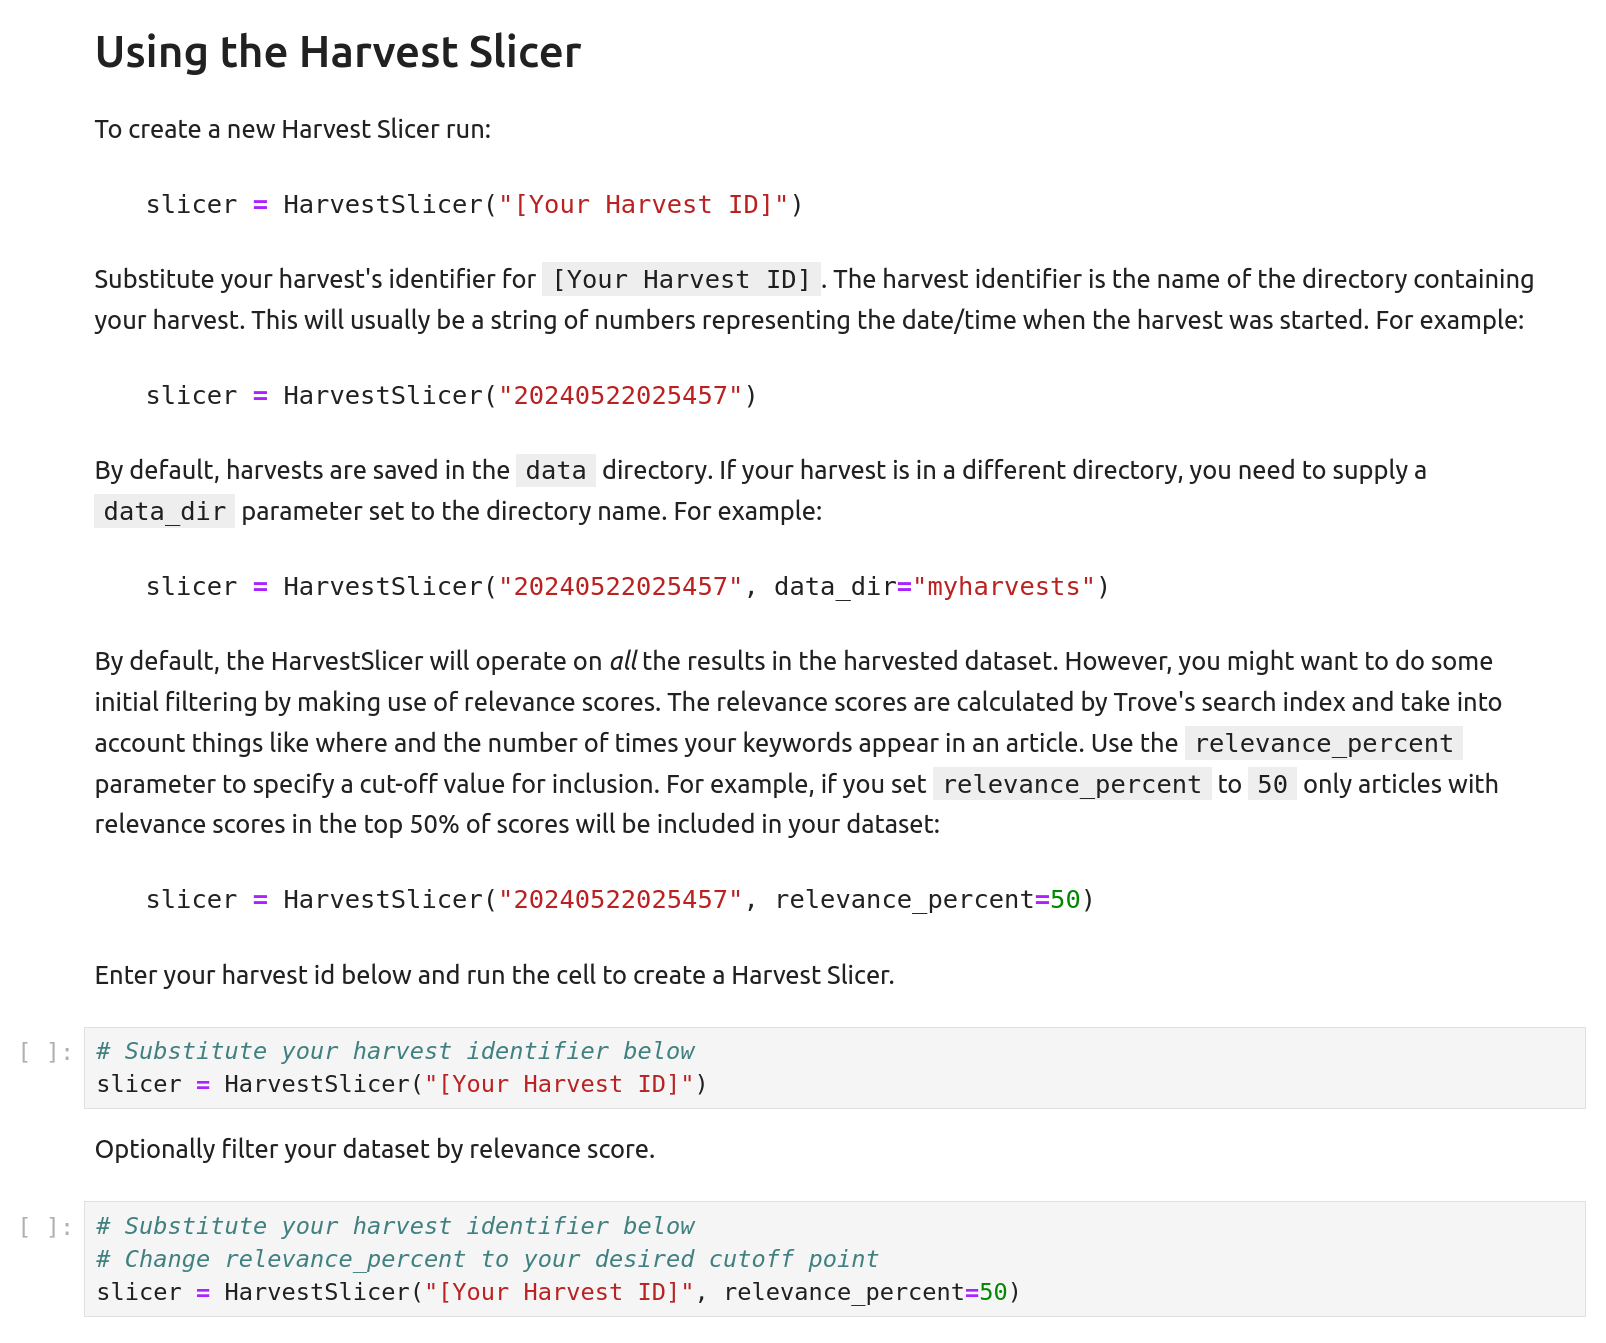 Using the Harvest Slicer
To create a new Harvest Slicer run:
slicer = HarvestSlicer("[Your Harvest ID]")
Substitute your harvest's identifier for [Your Harvest ID]. The harvest identifier is the name of the directory containing
your harvest. This will usually be a string of numbers representing the date/time when the harvest was started. For example:
slicer = HarvestSlicer("20240522025457")
By default, harvests are saved in the data directory. If your harvest is in a different directory, you need to supply a
data_dir parameter set to the directory name. For example:
slicer = HarvestSlicer("20240522025457", data_dir="myharvests")
By default, the HarvestSlicer will operate on all the results in the harvested dataset. However, you might want to do some
initial filtering by making use of relevance scores. The relevance scores are calculated by Trove's search index and take into
account things like where and the number of times your keywords appear in an article. Use the relevance_percent
parameter to specify a cut-off value for inclusion. For example, if you set relevance_percent to 50 only articles with
relevance scores in the top 50% of scores will be included in your dataset:
slicer = HarvestSlicer("20240522025457", relevance_percent=50)
Enter your harvest id below and run the cell to create a Harvest Slicer.
[ ]: # Substitute your harvest identifier below
slicer = HarvestSlicer("[Your Harvest ID]")
Optionally filter your dataset by relevance score.
[ ]: # Substitute your harvest identifier below
# Change relevance_percent to your desired cutoff point
slicer = HarvestSlicer("[Your Harvest ID]", relevance_percent=50)